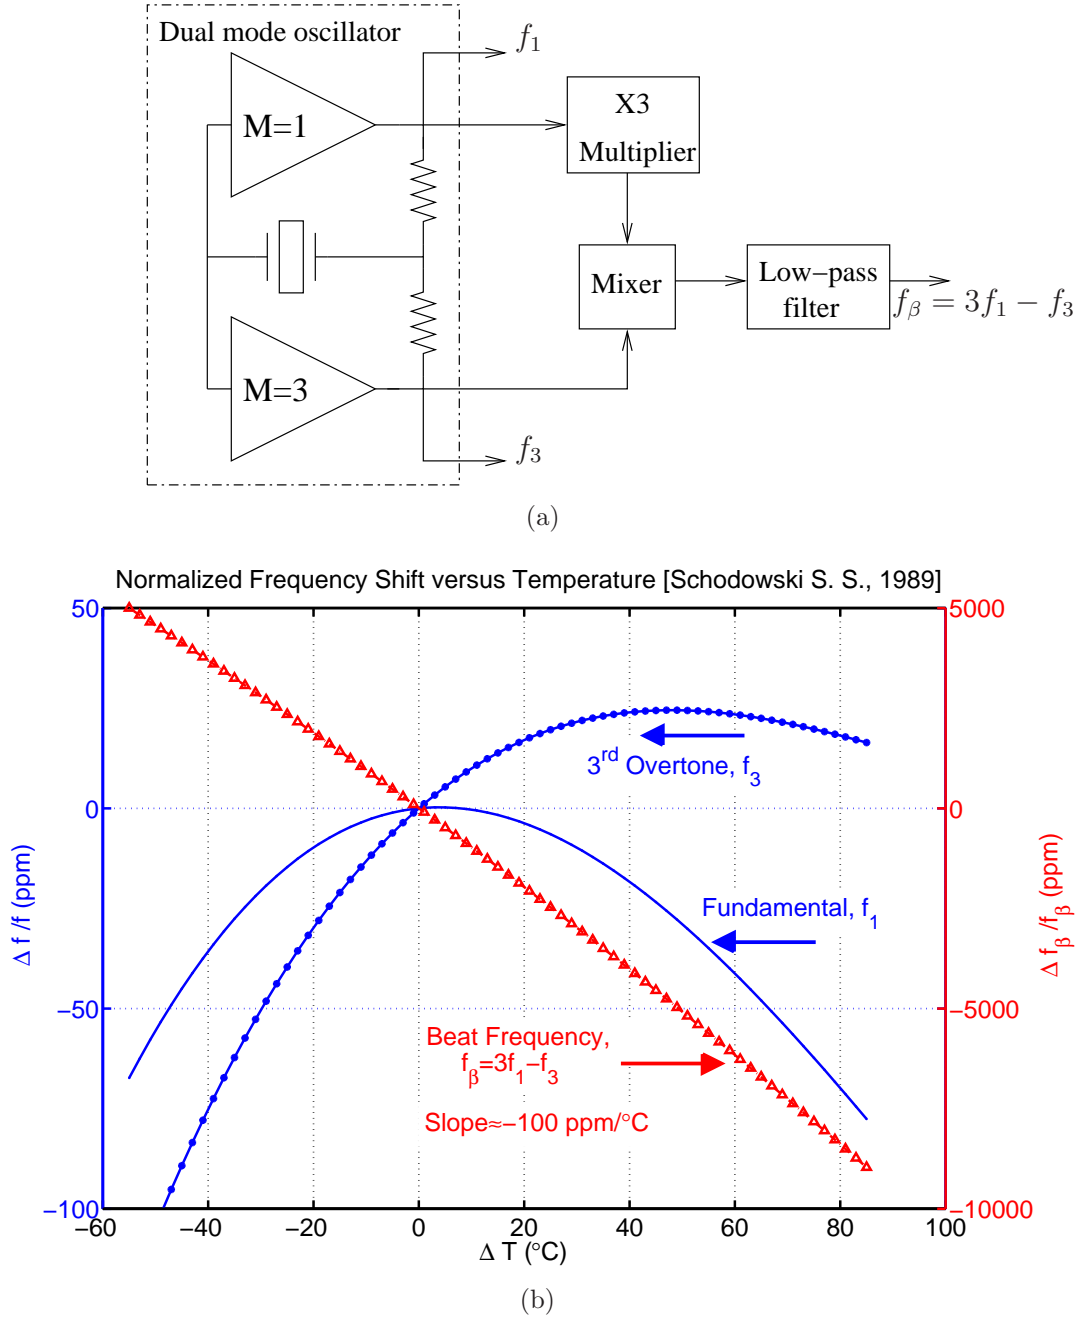 Dual mode oscillator
f1
M=1
X3
Multiplier
Mixer
Low−pass
filter
fβ = 3f1 − f3
M=3
f3
(a)
Normalized Frequency Shift versus Temperature [Schodowski S. S., 1989]
50
0
−50
−100
5000
0
−5000
−10000
Δ f /f (ppm)
Δ fβ /fβ (ppm)
3rd Overtone, f3
Fundamental, f1
Beat Frequency,
fβ=3f1−f3
Slope≈−100 ppm/°C
−60 −40 −20 0 20 40 60 80 100
Δ T (°C)
(b)